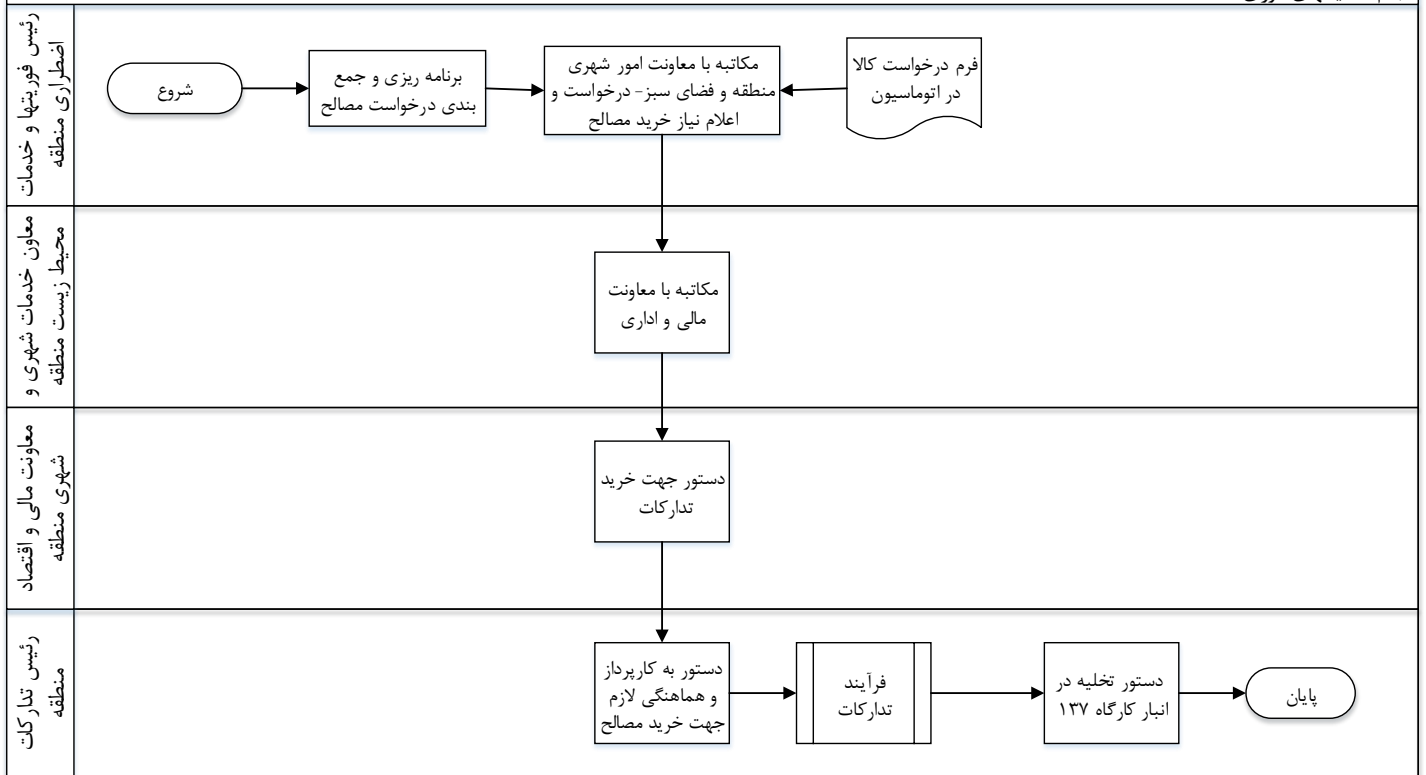 رئیس فوریتها و خدمات
اضطراری منطقه
شروع
برنامه ریزی و جمع
بندی درخواست مصالح
مکاتبه با معاونت امور شهری
منطقه و فضای سبز- درخواست و
اعلام نیاز خرید مصالح
فرم درخواست کالا
در اتوماسیون
معاون خدمات شهری و
محیط زیست منطقه
مکاتبه با معاونت
مالی و اداری
معاونت مالی و اقتصاد
شهری منطقه
دستور جهت خرید
تدارکات
رئیس تدارکات
منطقه
دستور به کارپرداز
و هماهنگی لازم
جهت خرید مصالح
فرآیند
تدارکات
دستور تخلیه در
انبار کارگاه ۱۳۷
پایان